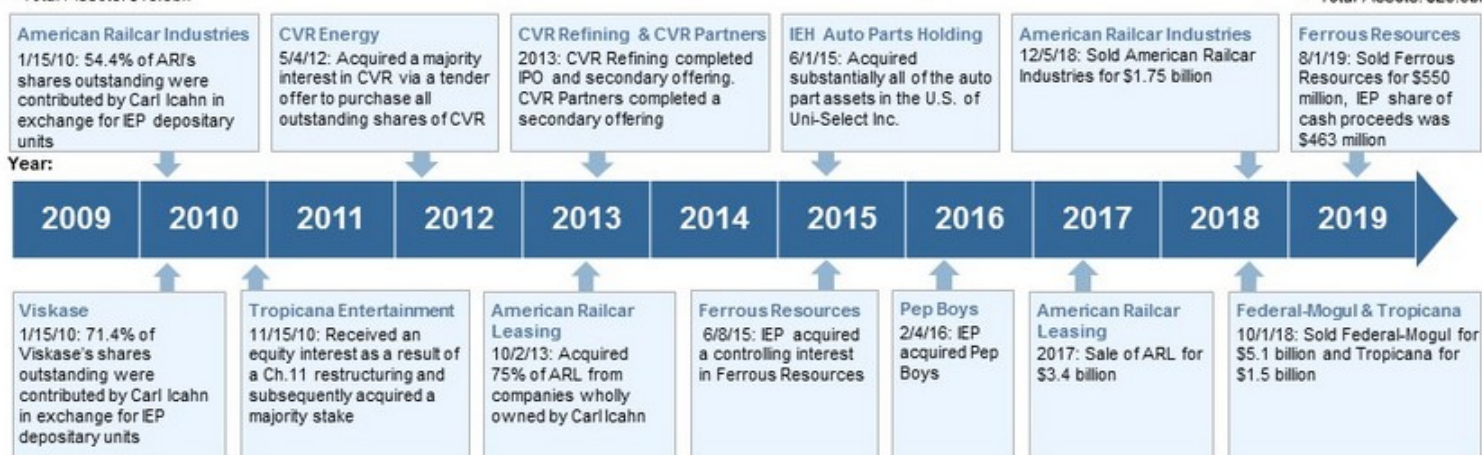 American Railcar Industries
1/15/10: 54.4% of ARI's
shares outstanding were
contributed by Carl Icahn in
exchange for IEP depositary
units
CVR Energy
5/4/12: Acquired a majority
interest in CVR via a tender
offer to purchase all
outstanding shares of CVR
CVR Refining & CVR Partners
2013: CVR Refining completed
IPO and secondary offering.
CVR Partners completed a
secondary offering
IEH Auto Parts Holding
6/1/15: Acquired
substantially all of the auto
part assets in the U.S. of
Uni-Select Inc.
American Railcar Industries
12/5/18: Sold American Railcar
Industries for $1.75 billion
Ferrous Resources
8/1/19: Sold Ferrous
Resources for $550
million, IEP share of
cash proceeds was
$463 million
Year:
2009 2010 2011 2012 2013 2014 2015 2016 2017 2018 2019
Viskase
1/15/10: 71.4% of
Viskase's shares
outstanding were
contributed by Carl Icahn
in exchange for IEP
depositary units
Tropicana Entertainment
11/15/10: Received an
equity interest as a result of
a Ch.11 restructuring and
subsequently acquired a
majority stake
American Railcar
Leasing
10/2/13: Acquired
75% of ARL from
companies wholly
owned by Carl Icahn
Ferrous Resources
6/8/15: IEP acquired
a controlling interest
in Ferrous Resources
Pep Boys
2/4/16: IEP
acquired Pep
Boys
American Railcar
Leasing
2017: Sale of ARL for
$3.4 billion
Federal-Mogul & Tropicana
10/1/18: Sold Federal-Mogul for
$5.1 billion and Tropicana for
$1.5 billion